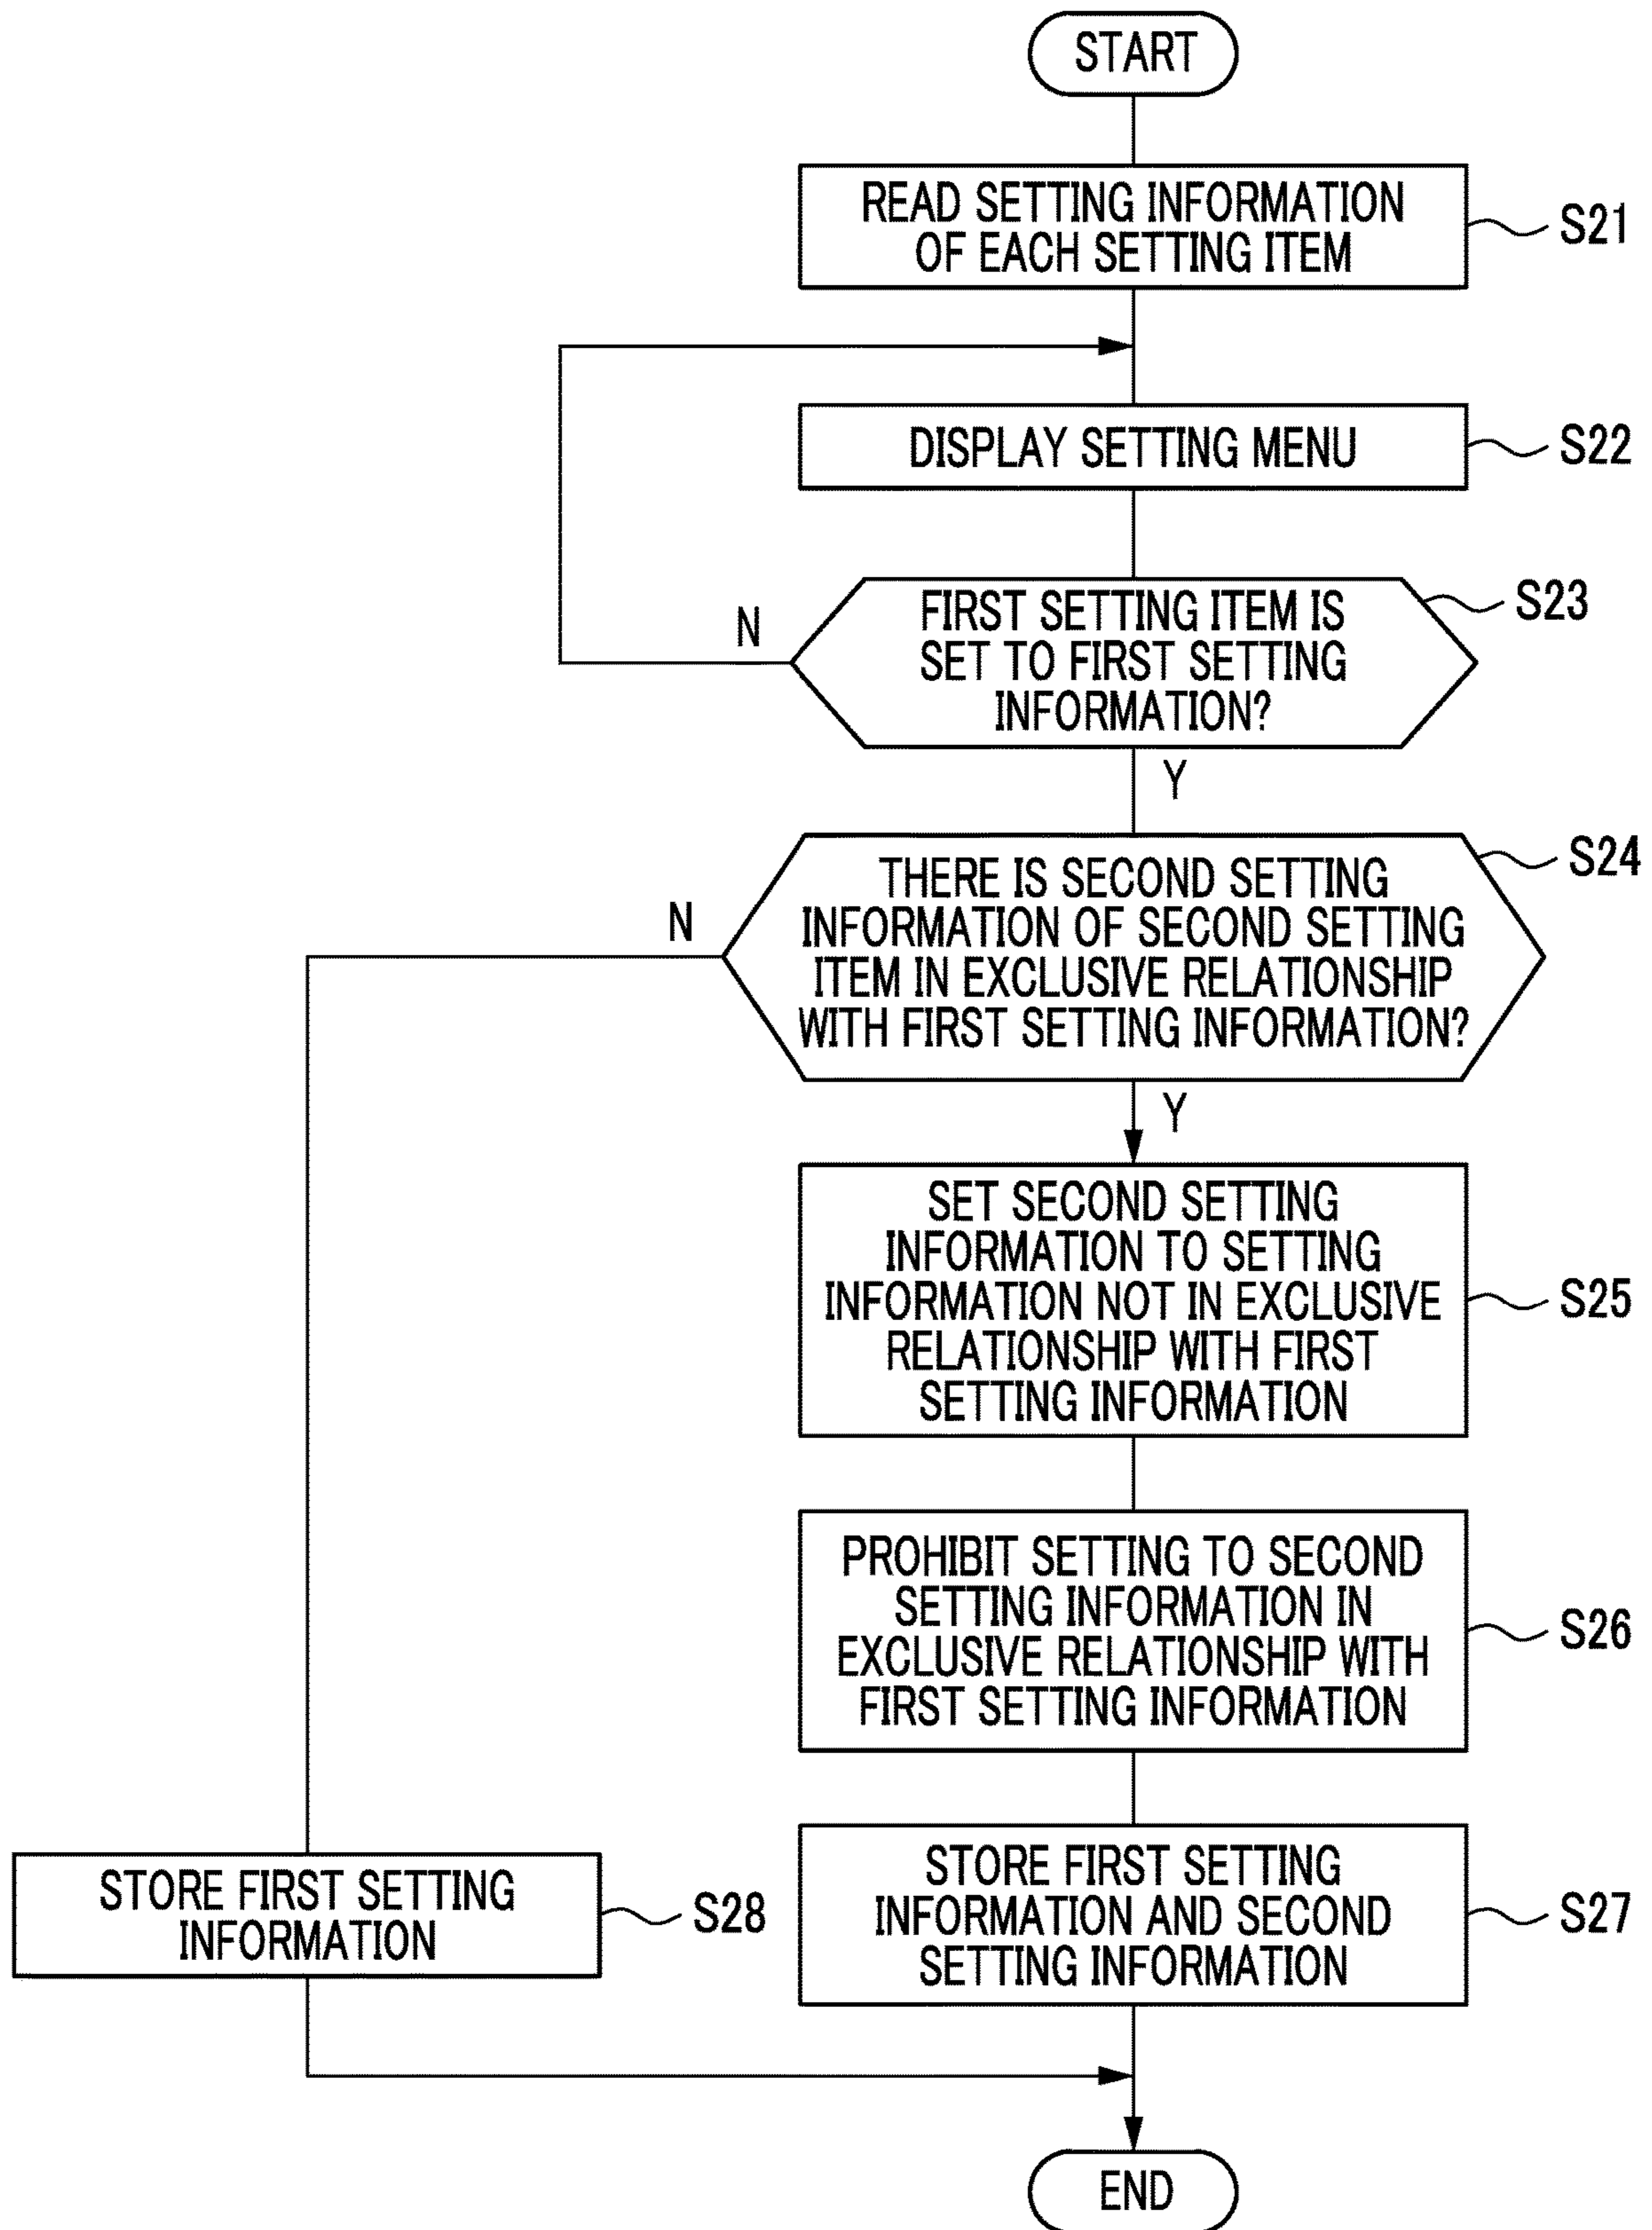 START
READ SETTING INFORMATION
OF EACH SETTING ITEM
S21
DISPLAY SETTING MENU
S22
FIRST SETTING ITEM IS
SET TO FIRST SETTING
INFORMATION?
S23
N
Y
THERE IS SECOND SETTING
INFORMATION OF SECOND SETTING
ITEM IN EXCLUSIVE RELATIONSHIP
WITH FIRST SETTING INFORMATION?
S24
N
Y
SET SECOND SETTING
INFORMATION TO SETTING
INFORMATION NOT IN EXCLUSIVE
RELATIONSHIP WITH FIRST
SETTING INFORMATION
S25
PROHIBIT SETTING TO SECOND
SETTING INFORMATION IN
EXCLUSIVE RELATIONSHIP WITH
FIRST SETTING INFORMATION
S26
STORE FIRST SETTING
INFORMATION
S28
STORE FIRST SETTING
INFORMATION AND SECOND
SETTING INFORMATION
S27
END